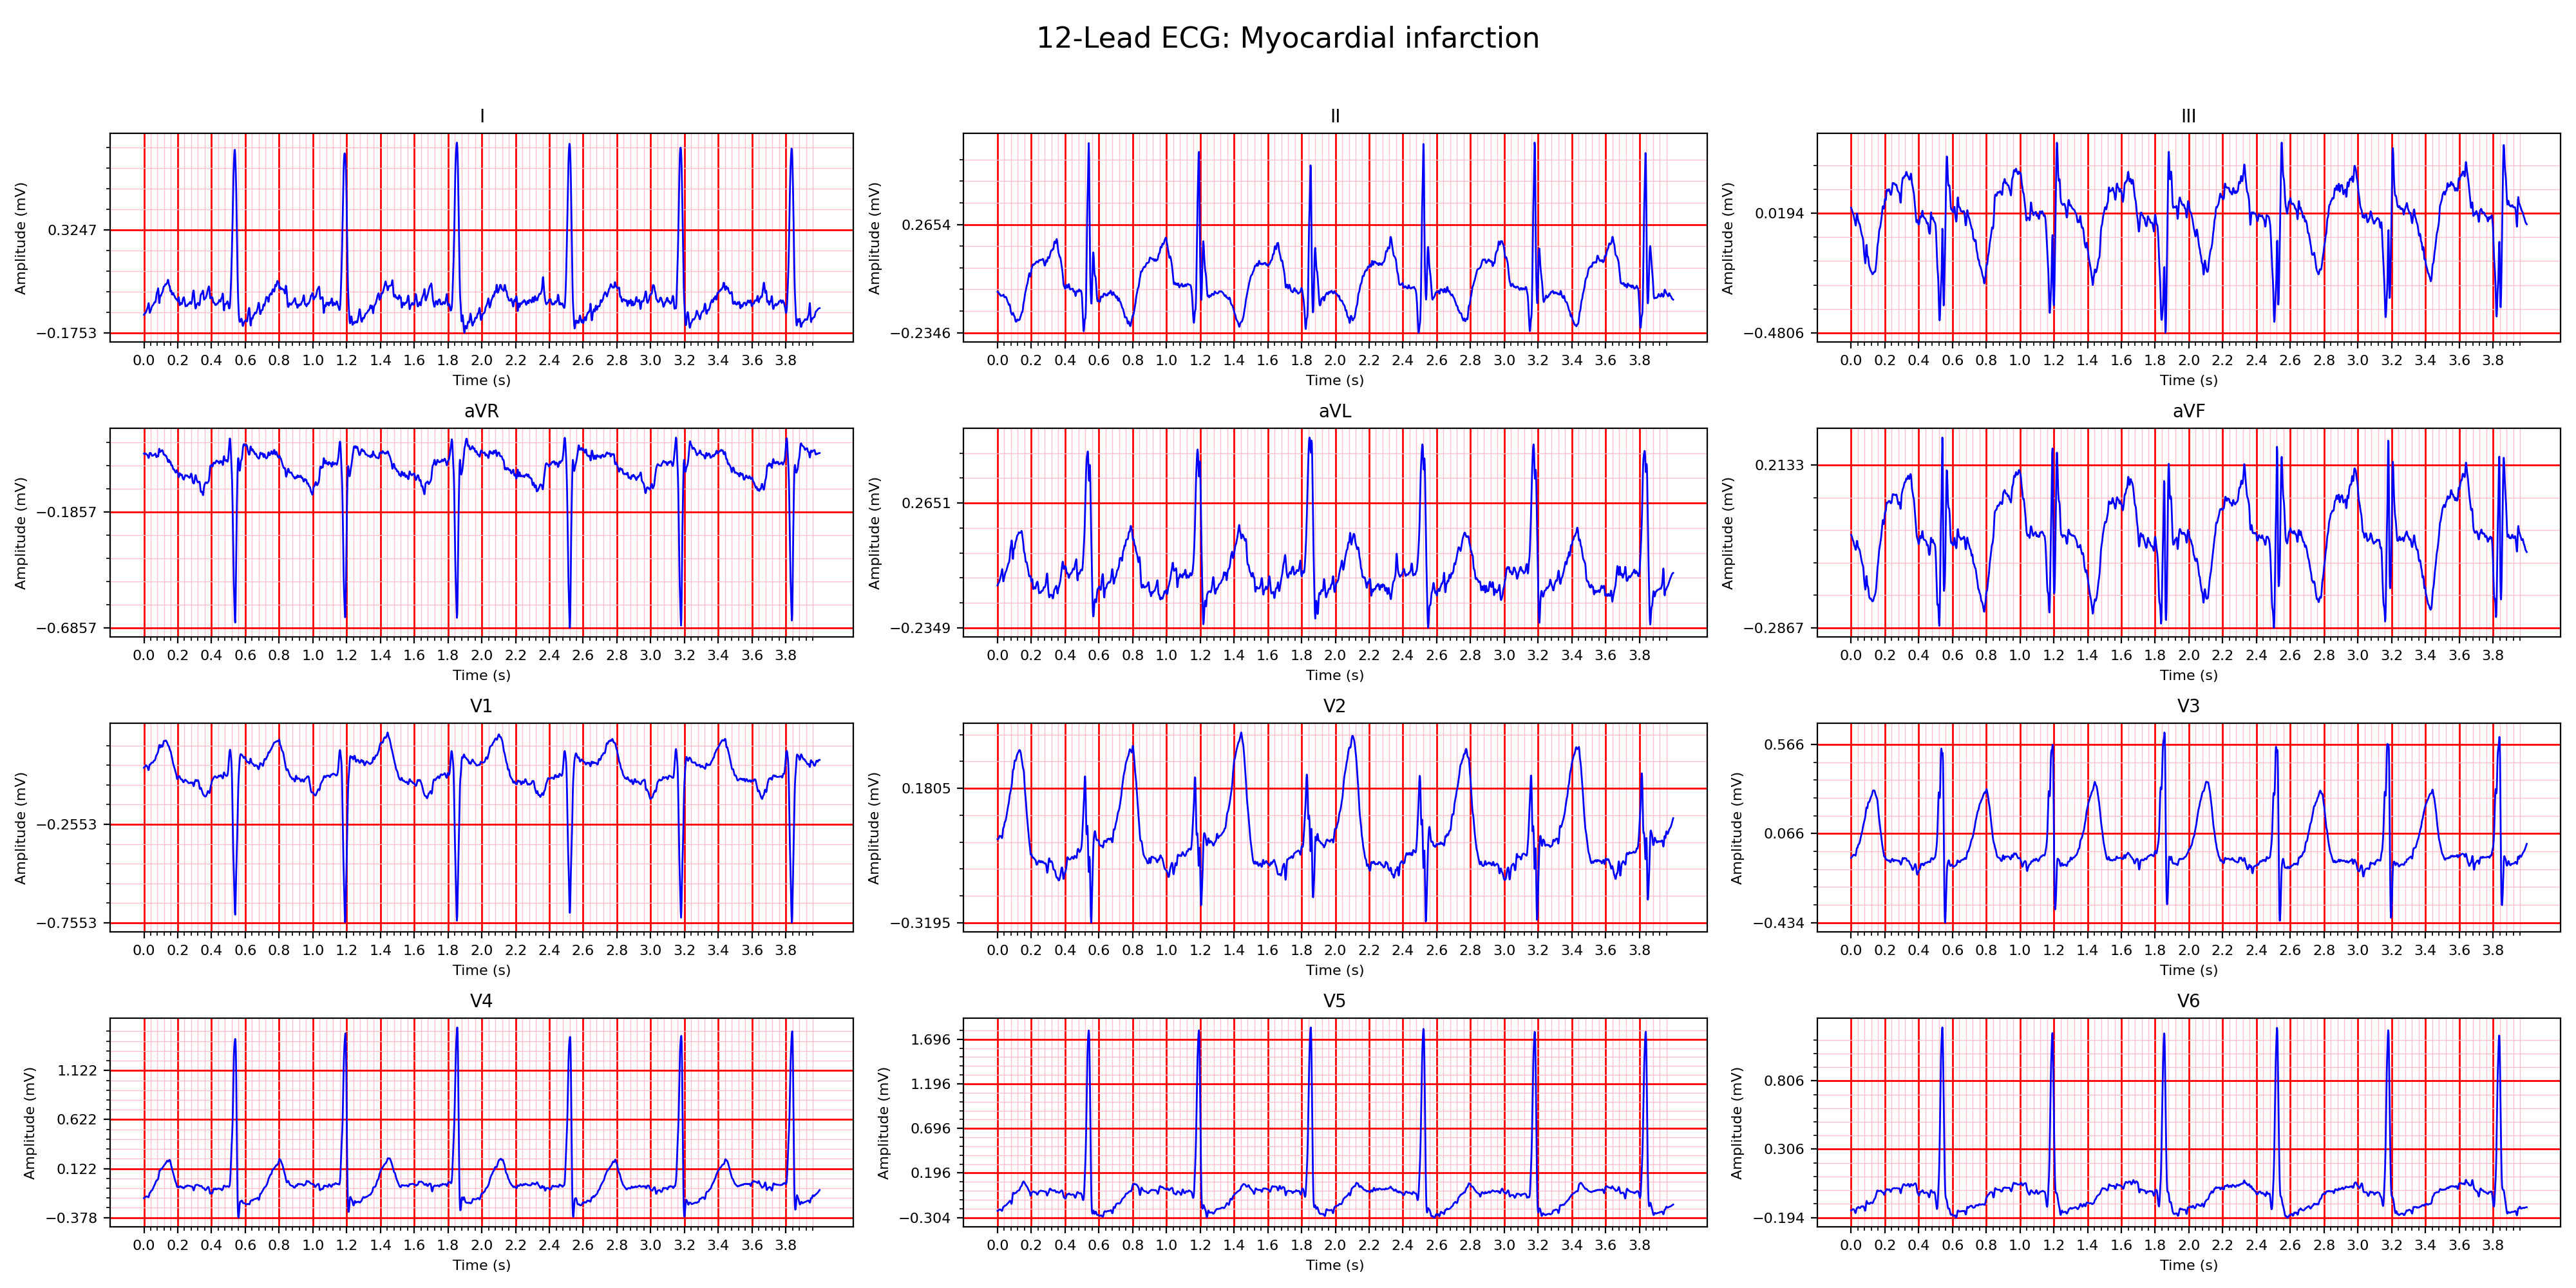 12-Lead ECG: Myocardial infarction
I
Amplitude (mV)
0.3247
−0.1753
0.0 0.2 0.4 0.6 0.8 1.0 1.2 1.4 1.6 1.8 2.0 2.2 2.4 2.6 2.8 3.0 3.2 3.4 3.6 3.8
Time (s)
II
Amplitude (mV)
0.2654
−0.2346
0.0 0.2 0.4 0.6 0.8 1.0 1.2 1.4 1.6 1.8 2.0 2.2 2.4 2.6 2.8 3.0 3.2 3.4 3.6 3.8
Time (s)
III
Amplitude (mV)
0.0194
−0.4806
0.0 0.2 0.4 0.6 0.8 1.0 1.2 1.4 1.6 1.8 2.0 2.2 2.4 2.6 2.8 3.0 3.2 3.4 3.6 3.8
Time (s)
aVR
Amplitude (mV)
−0.1857
−0.6857
0.0 0.2 0.4 0.6 0.8 1.0 1.2 1.4 1.6 1.8 2.0 2.2 2.4 2.6 2.8 3.0 3.2 3.4 3.6 3.8
Time (s)
aVL
Amplitude (mV)
0.2651
−0.2349
0.0 0.2 0.4 0.6 0.8 1.0 1.2 1.4 1.6 1.8 2.0 2.2 2.4 2.6 2.8 3.0 3.2 3.4 3.6 3.8
Time (s)
aVF
Amplitude (mV)
0.2133
−0.2867
0.0 0.2 0.4 0.6 0.8 1.0 1.2 1.4 1.6 1.8 2.0 2.2 2.4 2.6 2.8 3.0 3.2 3.4 3.6 3.8
Time (s)
V1
Amplitude (mV)
−0.2553
−0.7553
0.0 0.2 0.4 0.6 0.8 1.0 1.2 1.4 1.6 1.8 2.0 2.2 2.4 2.6 2.8 3.0 3.2 3.4 3.6 3.8
Time (s)
V2
Amplitude (mV)
0.1805
−0.3195
0.0 0.2 0.4 0.6 0.8 1.0 1.2 1.4 1.6 1.8 2.0 2.2 2.4 2.6 2.8 3.0 3.2 3.4 3.6 3.8
Time (s)
V3
Amplitude (mV)
0.566
0.066
−0.434
0.0 0.2 0.4 0.6 0.8 1.0 1.2 1.4 1.6 1.8 2.0 2.2 2.4 2.6 2.8 3.0 3.2 3.4 3.6 3.8
Time (s)
V4
Amplitude (mV)
1.122
0.622
0.122
−0.378
0.0 0.2 0.4 0.6 0.8 1.0 1.2 1.4 1.6 1.8 2.0 2.2 2.4 2.6 2.8 3.0 3.2 3.4 3.6 3.8
Time (s)
V5
Amplitude (mV)
1.696
1.196
0.696
0.196
−0.304
0.0 0.2 0.4 0.6 0.8 1.0 1.2 1.4 1.6 1.8 2.0 2.2 2.4 2.6 2.8 3.0 3.2 3.4 3.6 3.8
Time (s)
V6
Amplitude (mV)
0.806
0.306
−0.194
0.0 0.2 0.4 0.6 0.8 1.0 1.2 1.4 1.6 1.8 2.0 2.2 2.4 2.6 2.8 3.0 3.2 3.4 3.6 3.8
Time (s)